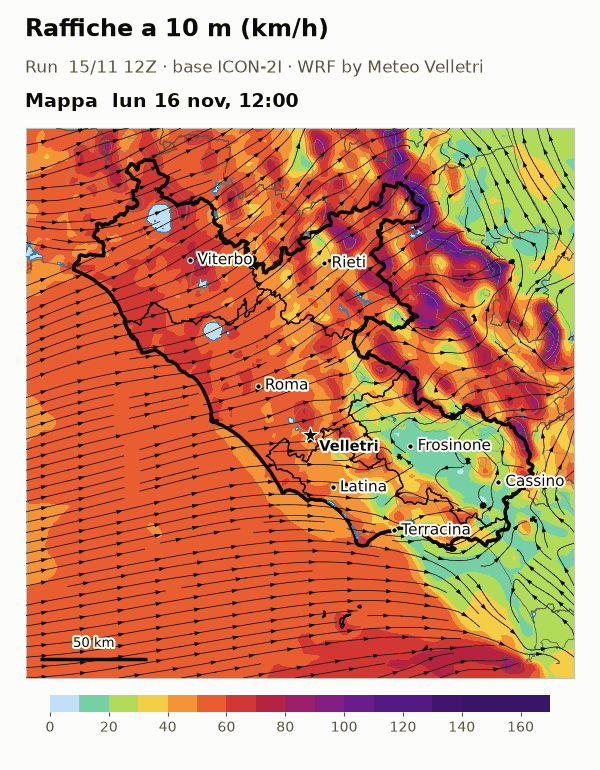 Raffiche a 10 m (km/h)
Run  15/11 12Z · base ICON-2I · WRF by Meteo Velletri
Mappa  lun 16 nov, 12:00
Viterbo
Rieti
Roma
Velletri
Frosinone
Latina
Cassino
Terracina
50 km
0 20 40 60 80 100 120 140 160